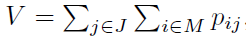 V = ∑_{j∈J} ∑_{i∈M} p_{ij}.